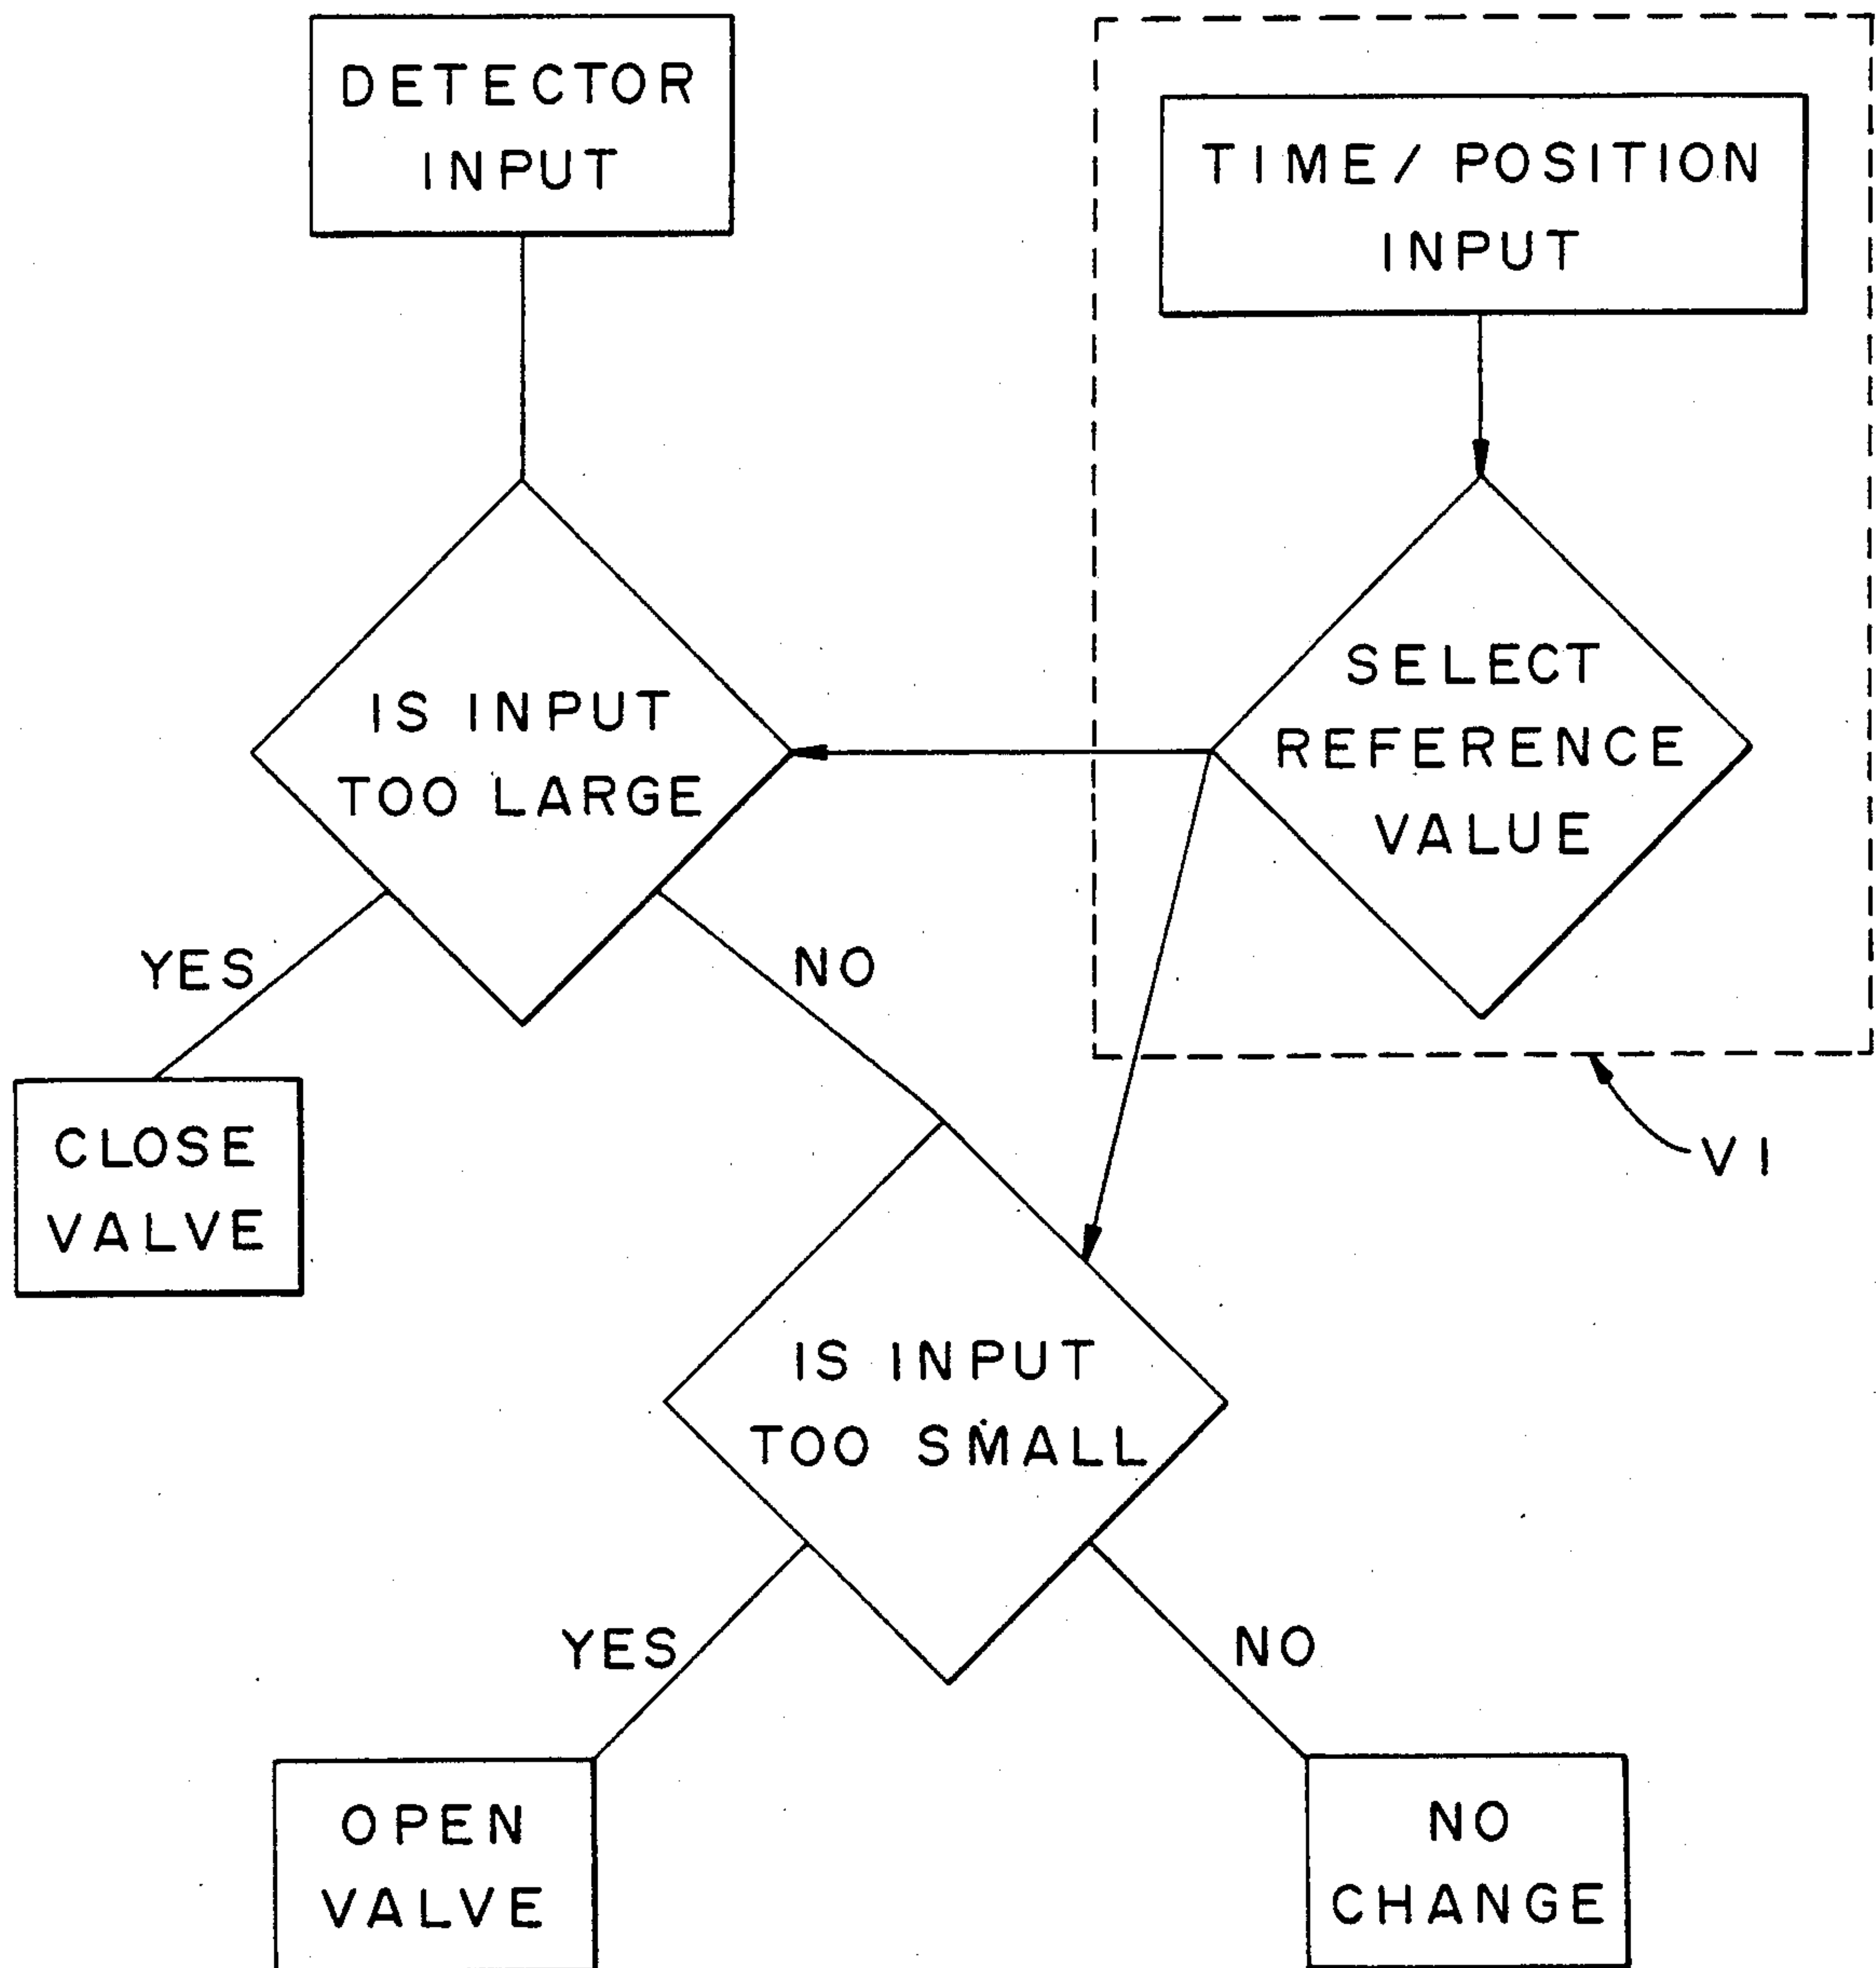 DETECTOR
INPUT
TIME/ POSITION
INPUT
IS INPUT
TOO LARGE
SELECT
REFERENCE
VALUE
YES
NO
CLOSE
VALVE
VI
IS INPUT
TOO SMALL
YES
NO
OPEN
VALVE
NO
CHANGE